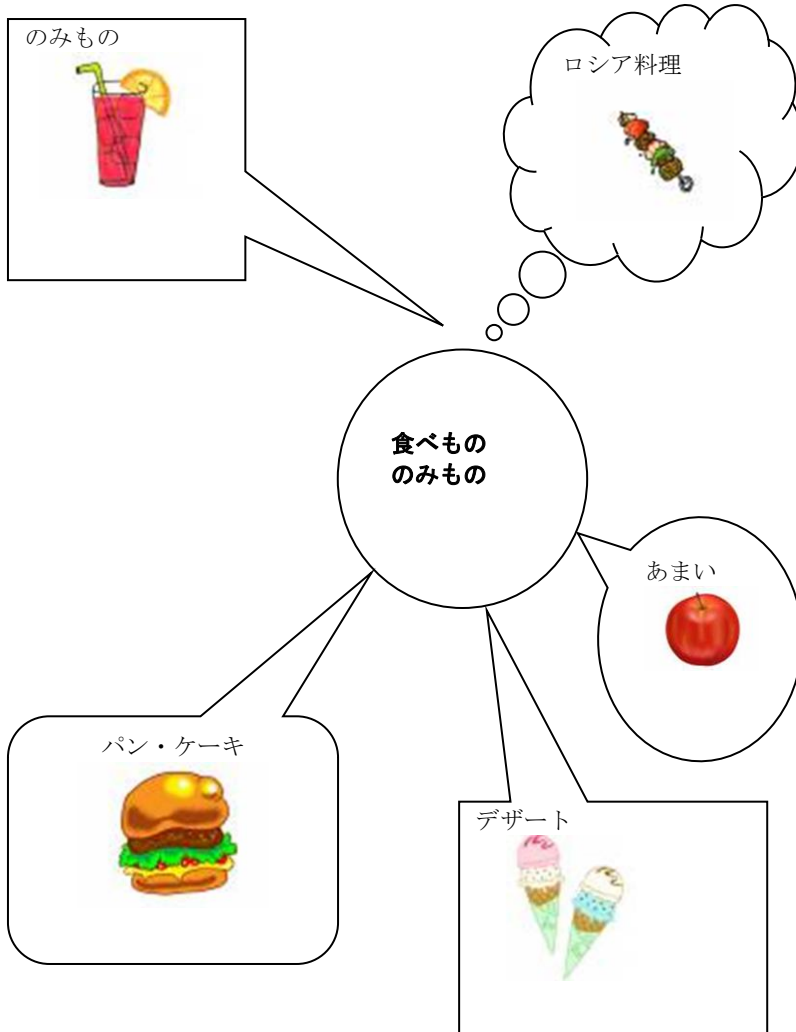 のみもの
ロシア料理
食べもの
のみもの
あまい
パン・ケーキ
デザート